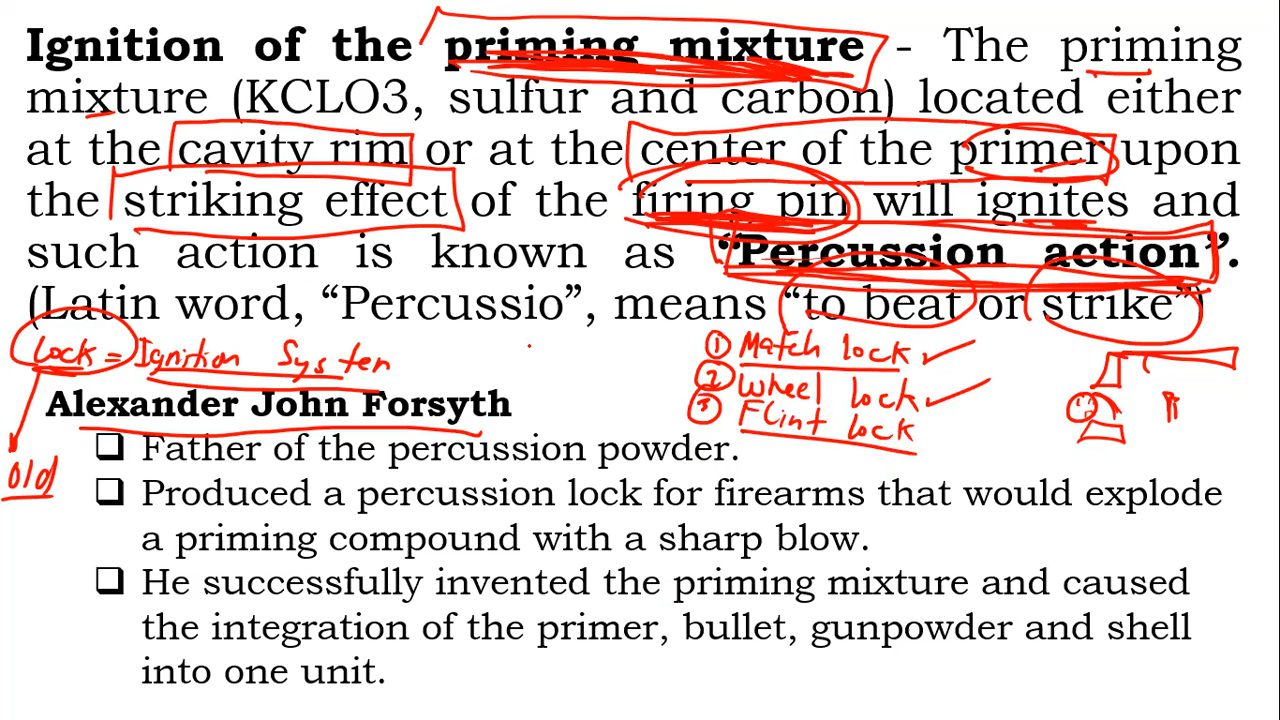 Ignition of the priming mixture - The priming
mixture (KCLO3, sulfur and carbon) located either
at the cavity rim or at the center of the primer upon
the striking effect of the firing pin will ignites and
such action is known as “Percussion action”.
(Latin word, “Percussio”, means “to beat or strike”)
lock = Ignition System
① Match lock
② Wheel lock
③ Flint lock
Old
Alexander John Forsyth
❑ Father of the percussion powder.
❑ Produced a percussion lock for firearms that would explode
a priming compound with a sharp blow.
❑ He successfully invented the priming mixture and caused
the integration of the primer, bullet, gunpowder and shell
into one unit.